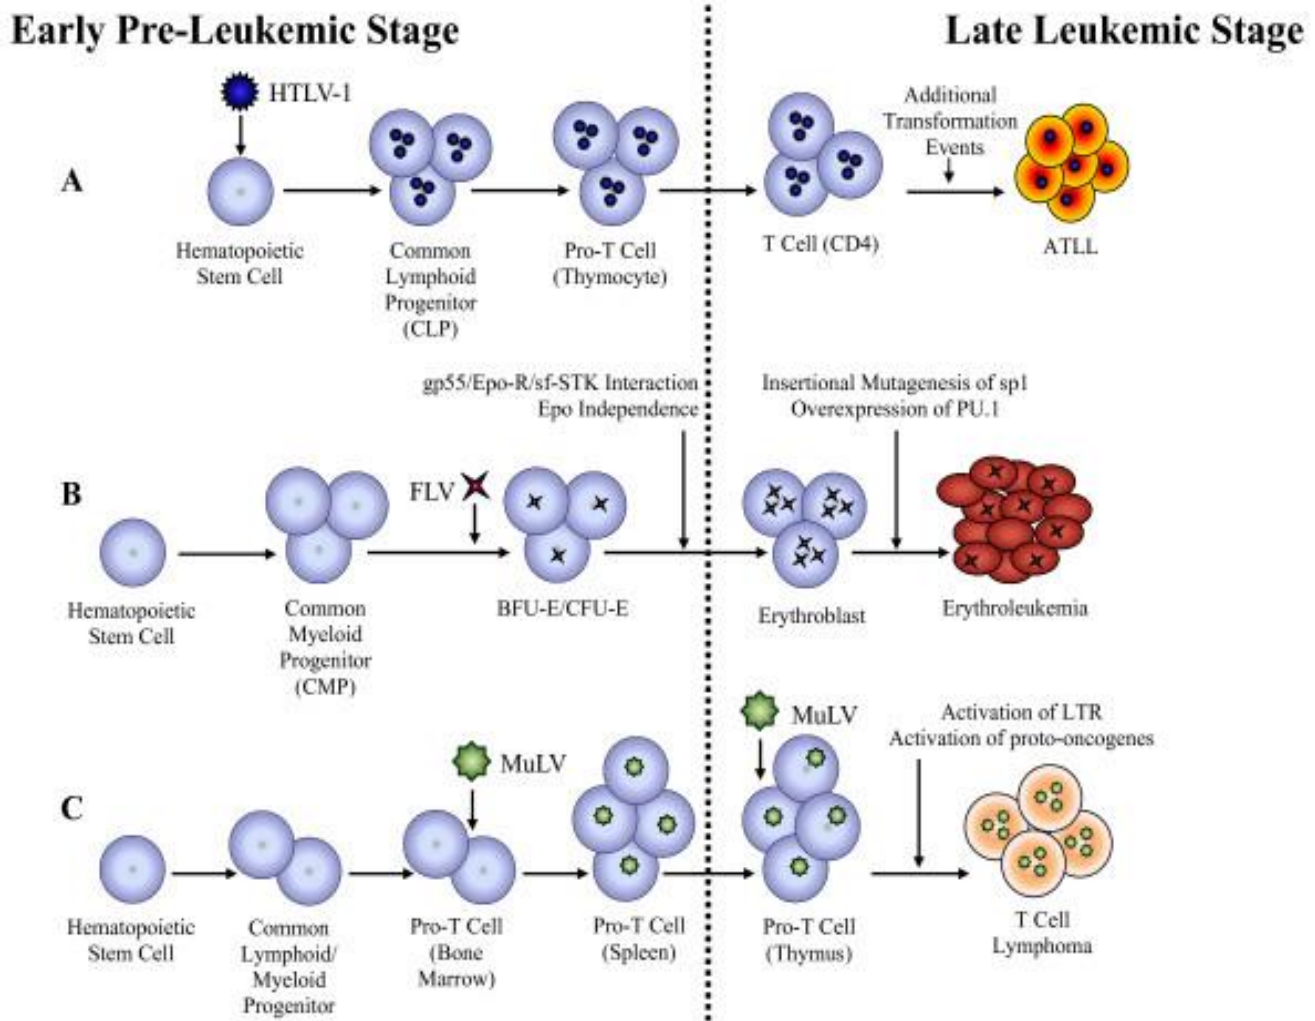 Early Pre-Leukemic Stage
Late Leukemic Stage
A
HTLV-1
Hematopoietic
Stem Cell
Common
Lymphoid
Progenitor
(CLP)
Pro-T Cell
(Thymocyte)
T Cell (CD4)
Additional
Transformation
Events
ATLL
B
Hematopoietic
Stem Cell
Common
Myeloid
Progenitor
(CMP)
FLV
BFU-E/CFU-E
gp55/Epo-R/sf-STK Interaction
Epo Independence
Erythroblast
Insertional Mutagenesis of sp1
Overexpression of PU.1
Erythroleukemia
C
Hematopoietic
Stem Cell
Common
Lymphoid/
Myeloid
Progenitor
MuLV
Pro-T Cell
(Bone
Marrow)
Pro-T Cell
(Spleen)
MuLV
Pro-T Cell
(Thymus)
Activation of LTR
Activation of proto-oncogenes
T Cell
Lymphoma